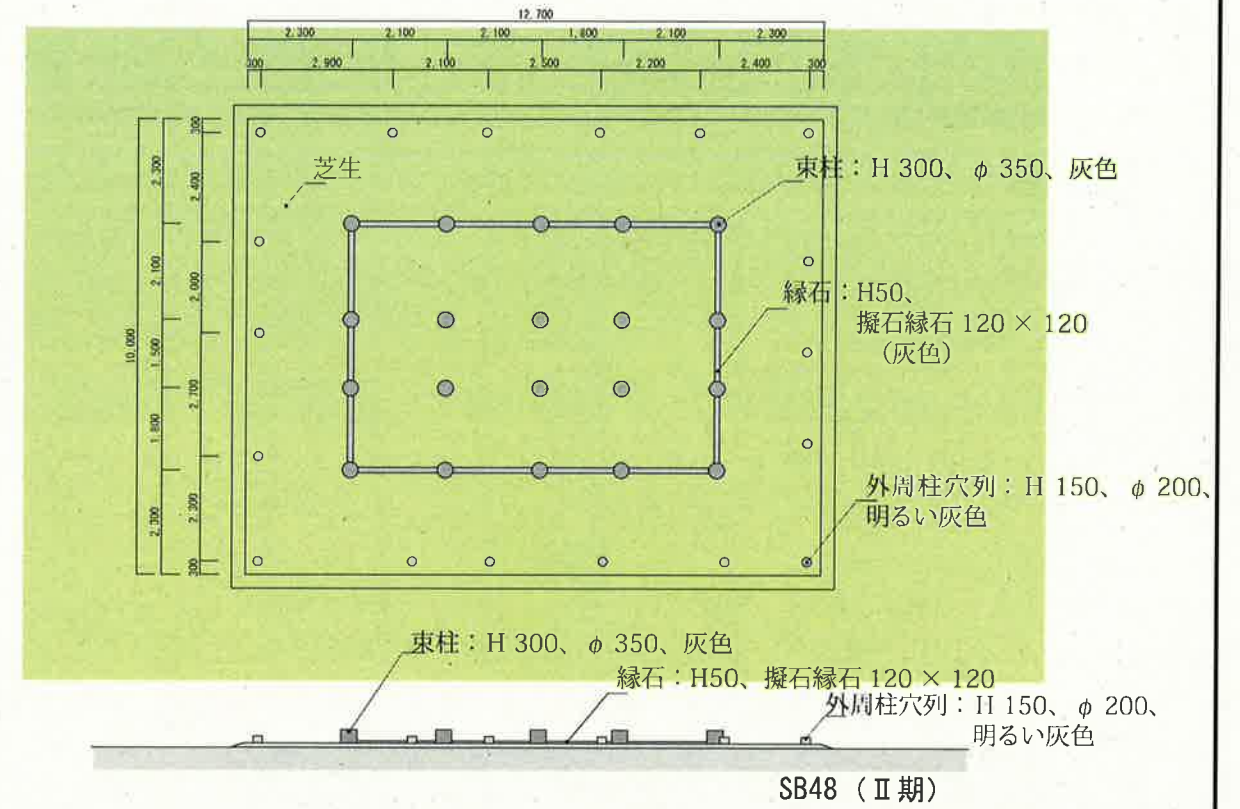 12,700
2,300 2,100 2,100 1,800 2,100 2,300
300 2,900 2,100 2,500 2,200 2,400 300
300
2,300
2,400
2,100
2,000
10,000
1,500
2,700
1,800
2,300
2,300
300
芝生
束柱：H 300、φ 350、灰色
縁石：H50、
擬石縁石 120 × 120
（灰色）
外周柱穴列：H 150、φ 200、
明るい灰色
束柱：H 300、φ 350、灰色
縁石：H50、擬石縁石 120 × 120
外周柱穴列：H 150、φ 200、
明るい灰色
SB48（Ⅱ期）